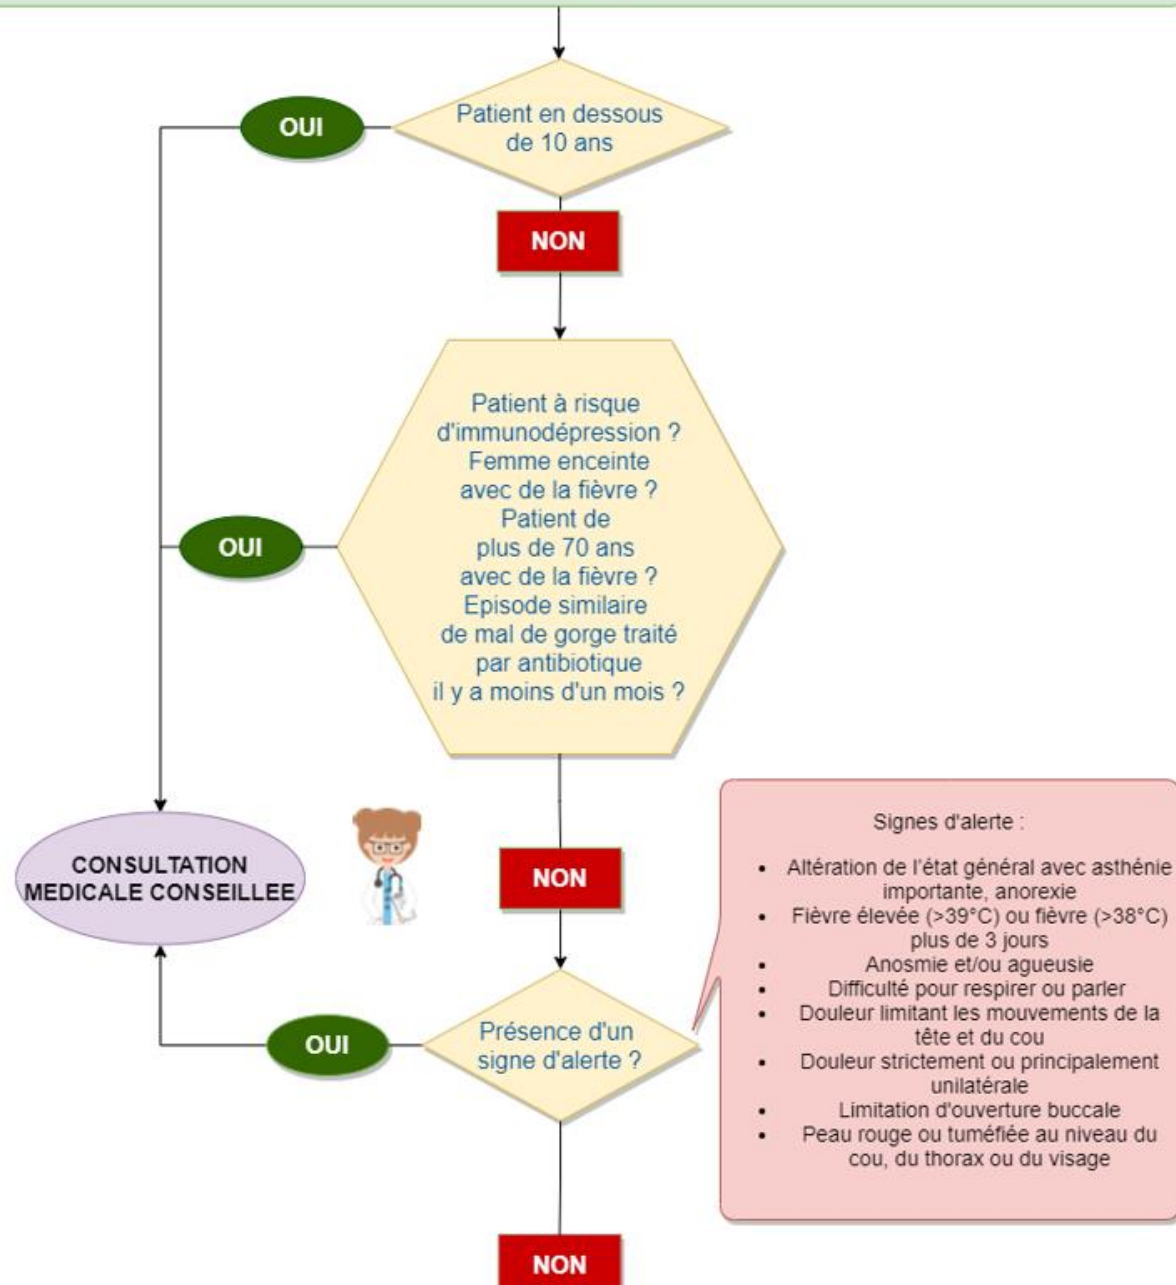 OUI
Patient en dessous
de 10 ans
NON
Patient à risque
d'immunodépression ?
Femme enceinte
avec de la fièvre ?
Patient de
plus de 70 ans
avec de la fièvre ?
Episode similaire
de mal de gorge traité
par antibiotique
il y a moins d'un mois ?
OUI
CONSULTATION
MEDICALE CONSEILLEE
NON
Signes d'alerte :
• Altération de l'état général avec asthénie
importante, anorexie
• Fièvre élevée (>39°C) ou fièvre (>38°C)
plus de 3 jours
• Anosmie et/ou agueusie
• Difficulté pour respirer ou parler
• Douleur limitant les mouvements de la
tête et du cou
• Douleur strictement ou principalement
unilatérale
• Limitation d'ouverture buccale
• Peau rouge ou tuméfiée au niveau du
cou, du thorax ou du visage
OUI
Présence d'un
signe d'alerte ?
NON